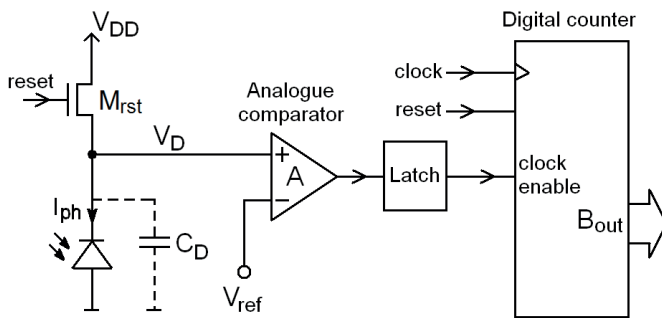 Digital counter
VDD
reset
Mrst
Analogue
comparator
clock
reset
VD
+
A
−
Latch
clock
enable
Iph
CD
Vref
Bout